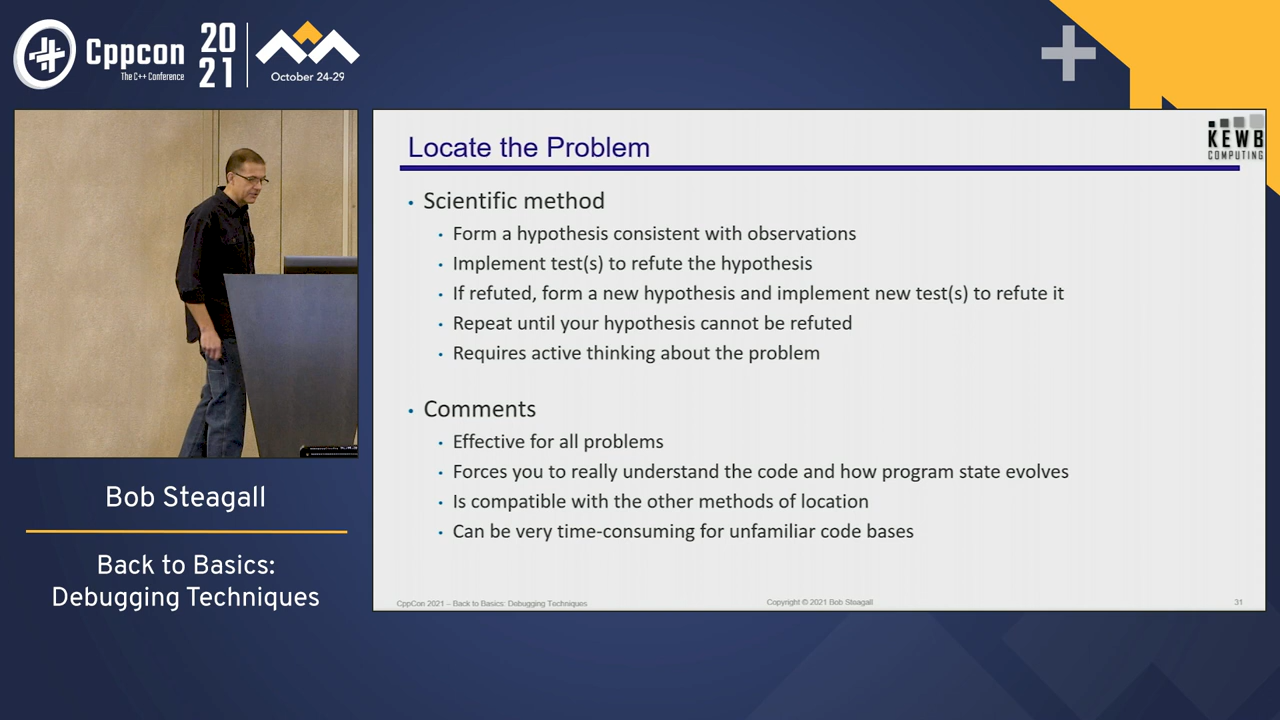 Cppcon
The C++ Conference
20
21
October 24-29
KEWB
COMPUTING
Locate the Problem
• Scientific method
• Form a hypothesis consistent with observations
• Implement test(s) to refute the hypothesis
• If refuted, form a new hypothesis and implement new test(s) to refute it
• Repeat until your hypothesis cannot be refuted
• Requires active thinking about the problem
• Comments
• Effective for all problems
• Forces you to really understand the code and how program state evolves
• Is compatible with the other methods of location
• Can be very time-consuming for unfamiliar code bases
CppCon 2021 – Back to Basics: Debugging Techniques
Copyright © 2021 Bob Steagall
31
Bob Steagall
Back to Basics:
Debugging Techniques